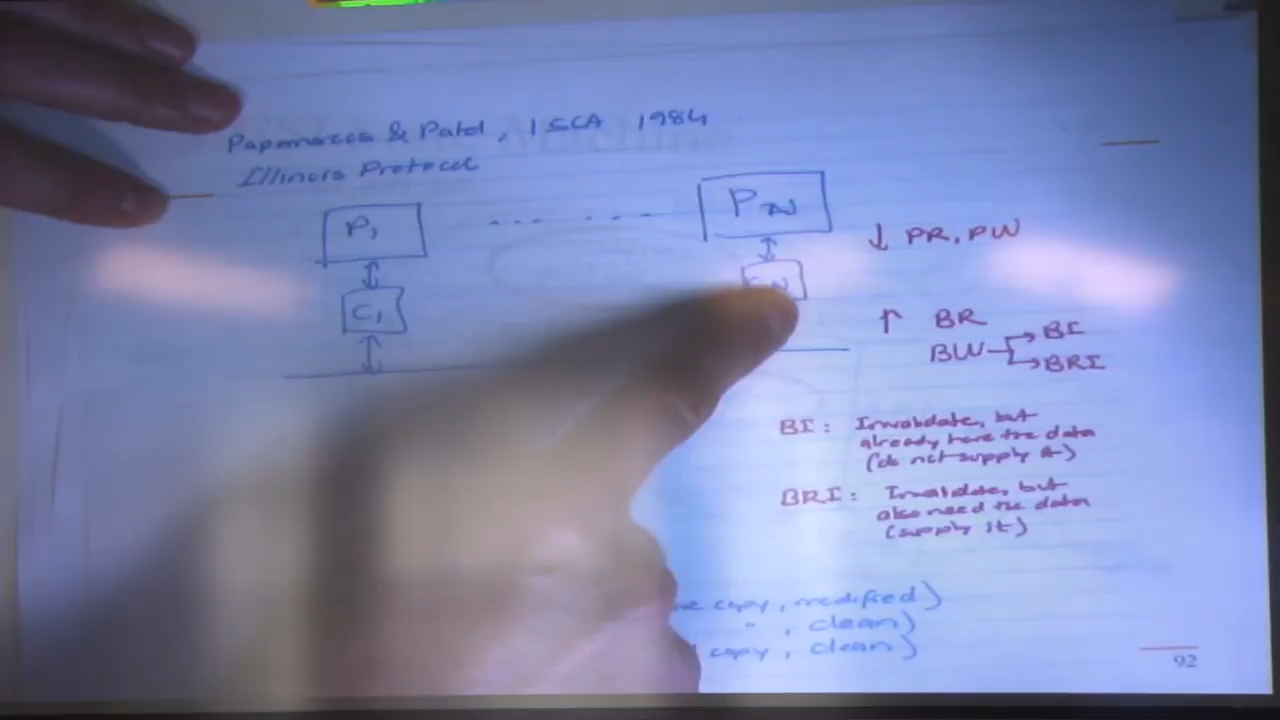 Papamarcos & Patel, ISCA 1984
Illinois Protocol
P1 ..... PN
C1
↓ PR, PW
↑ BR
BW → BI
→ BRI
BI: Invalidate, but
already have the data
(do not supply it)
BRI: Invalidate, but
also need the data
(supply it)
copy, modified)
" , clean)
copy, clean)
92